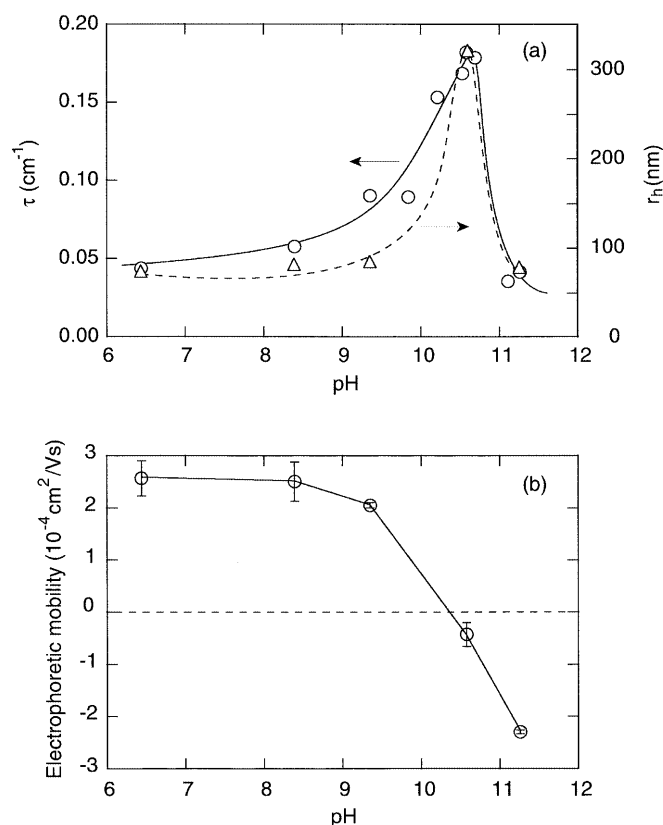 (a)
0.20
0.15
0.10
0.05
0.00
τ (cm⁻¹)
300
200
100
0
r_h(nm)
6 7 8 9 10 11 12
pH
(b)
3
2
1
0
-1
-2
-3
Electrophoretic mobility (10⁻⁴cm²/Vs)
6 7 8 9 10 11 12
pH